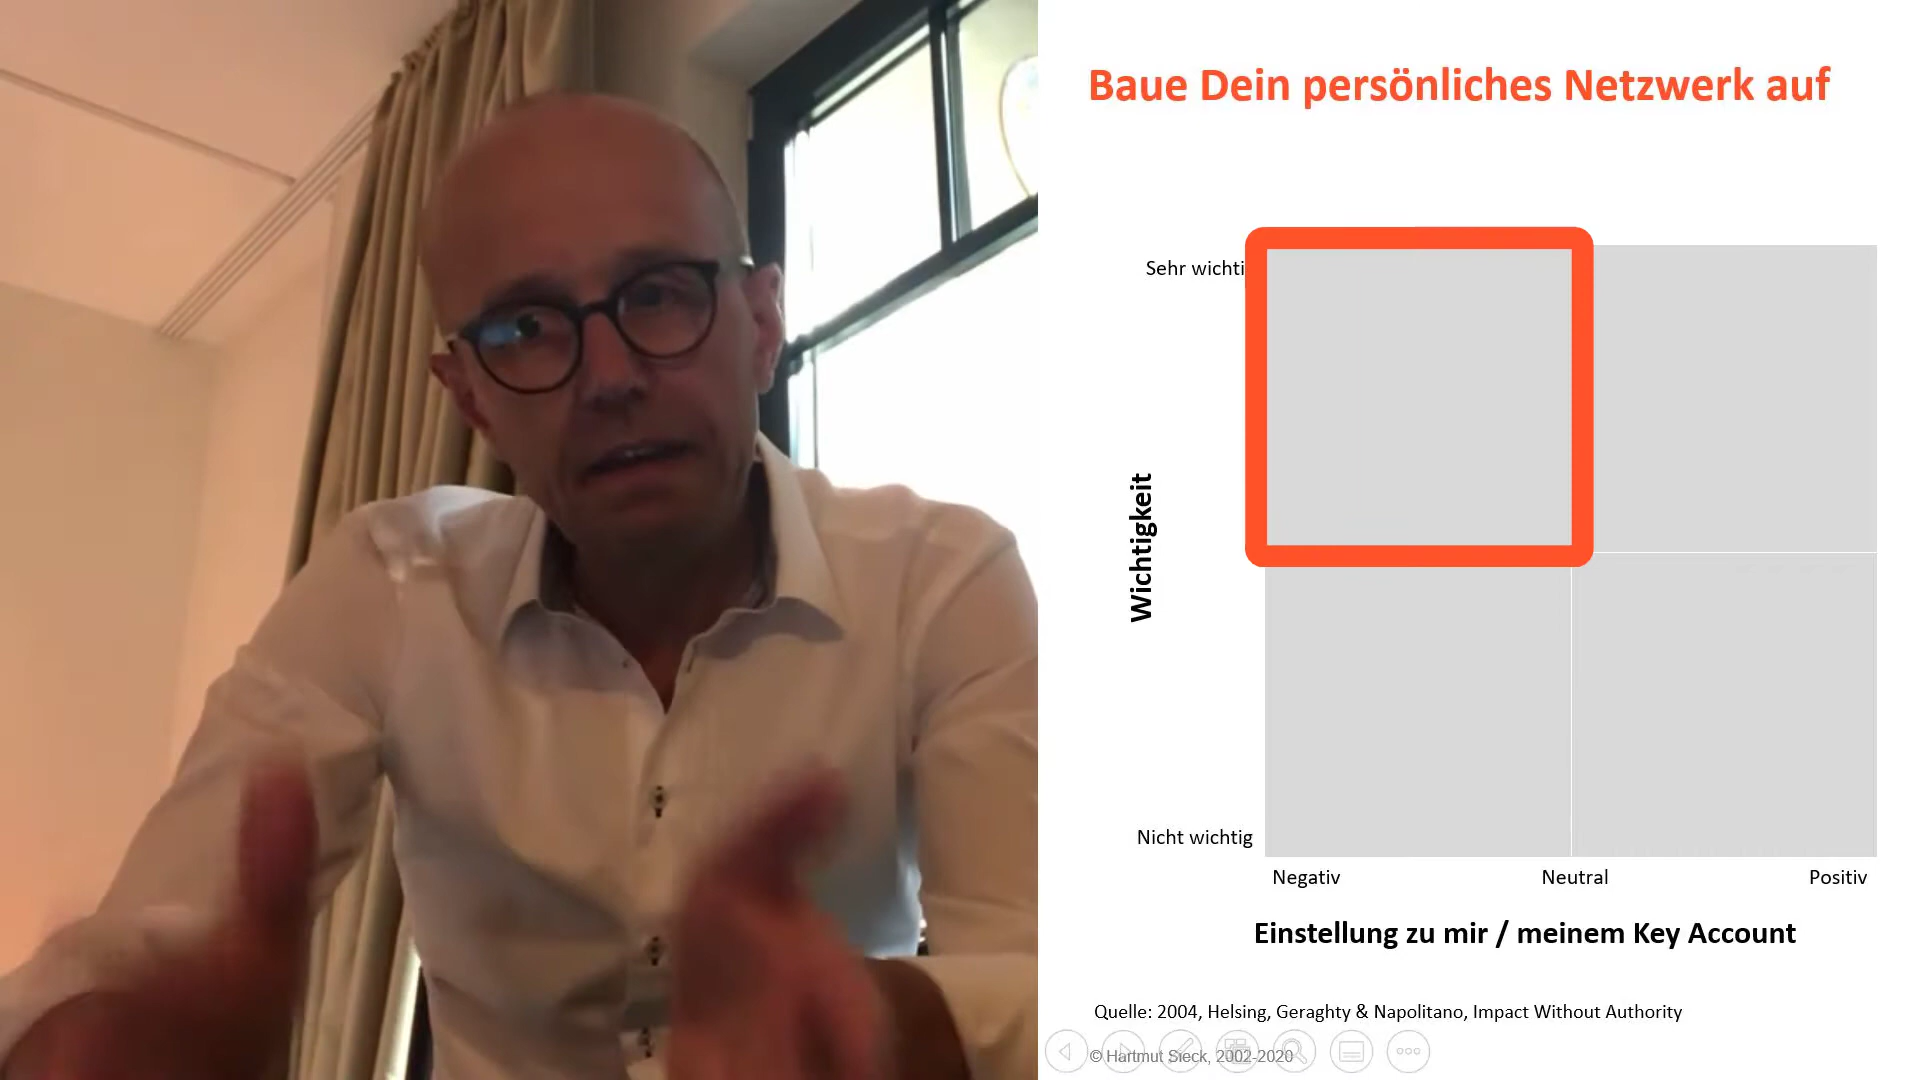 Baue Dein persönliches Netzwerk auf
Sehr wichti
Wichtigkeit
Nicht wichtig
Negativ Neutral Positiv
Einstellung zu mir / meinem Key Account
Quelle: 2004, Helsing, Geraghty & Napolitano, Impact Without Authority
© Hartmut Sieck, 2002-2020